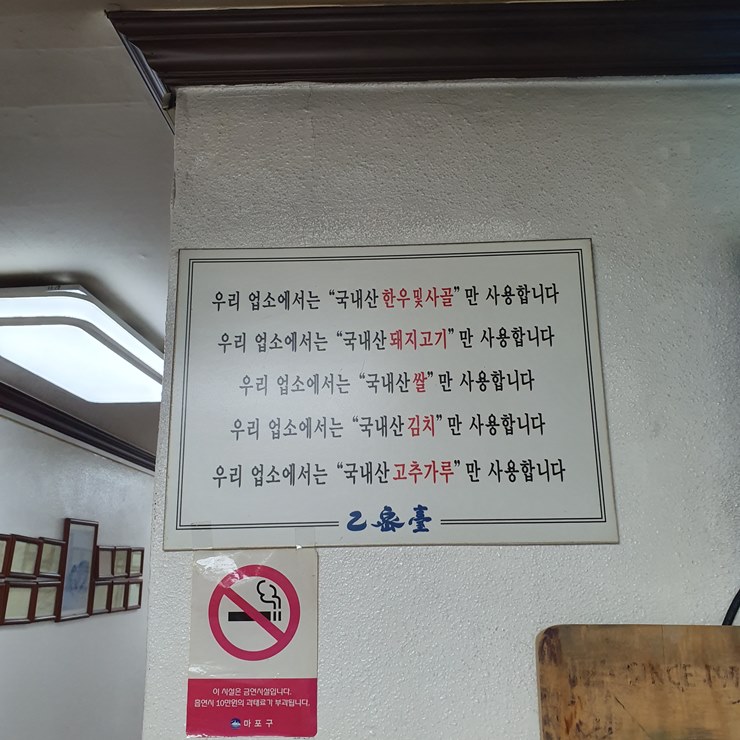 우리 업소에서는 “국내산한우및사골”만 사용합니다
우리 업소에서는 “국내산돼지고기”만 사용합니다
우리 업소에서는 “국내산쌀”만 사용합니다
우리 업소에서는 “국내산김치”만 사용합니다
우리 업소에서는 “국내산고추가루”만 사용합니다
乙密臺
이 시설은 금연시설입니다.
흡연시 10만원의 과태료가 부과됩니다.
마포구
SINCE